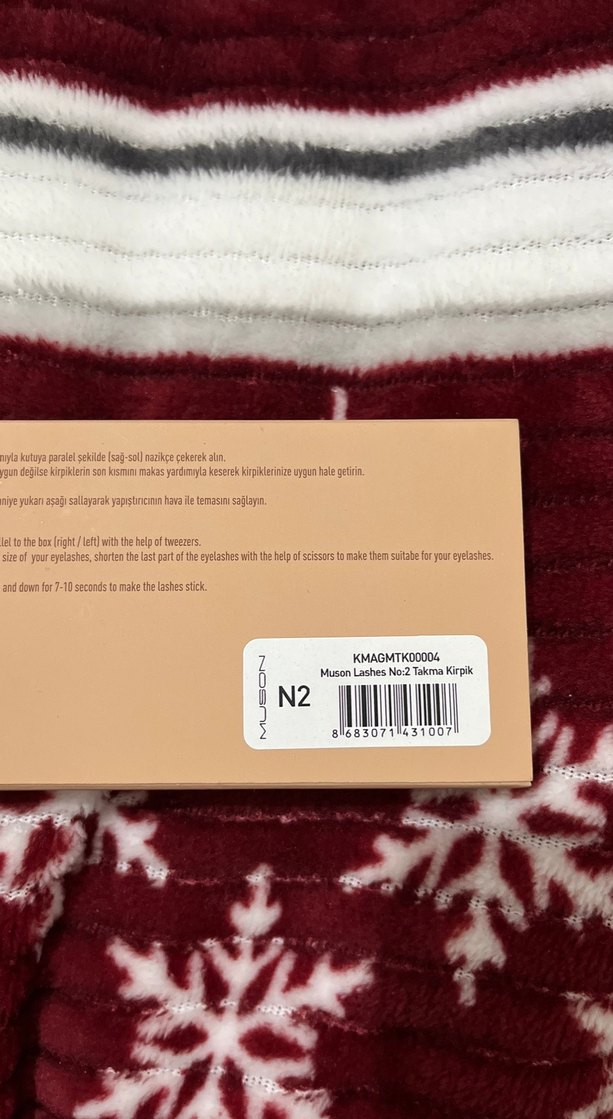 nıyla kutuya paralel şekilde (sağ-sol) nazikçe çekerek alın.
ygun değilse kirpiklerin son kısmını makas yardımıyla keserek kirpiklerinize uygun hale getirin.
niye yukarı aşağı sallayarak yapıştırıcının hava ile temasını sağlayın.
llel to the box (right / left) with the help of tweezers.
size of your eyelashes, shorten the last part of the eyelashes with the help of scissors to make them suitabe for your eyelashes.
and down for 7-10 seconds to make the lashes stick.
MUSON
N2
KMAGMTK00004
Muson Lashes No:2 Takma Kirpik
8 683071 431007